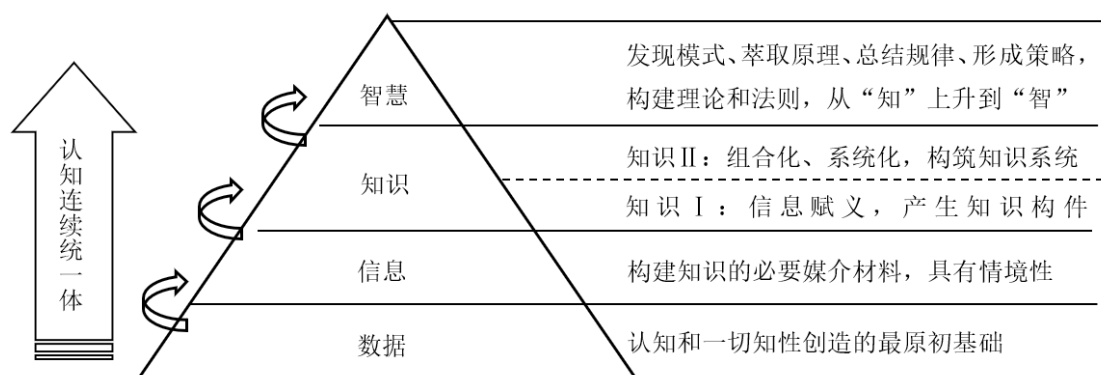 认知连续统一体
智慧
发现模式、萃取原理、总结规律、形成策略，
构建理论和法则，从“知”上升到“智”
知识
知识Ⅱ：组合化、系统化，构筑知识系统
知识Ⅰ：信息赋义，产生知识构件
信息
构建知识的必要媒介材料，具有情境性
数据
认知和一切知性创造的最原初基础